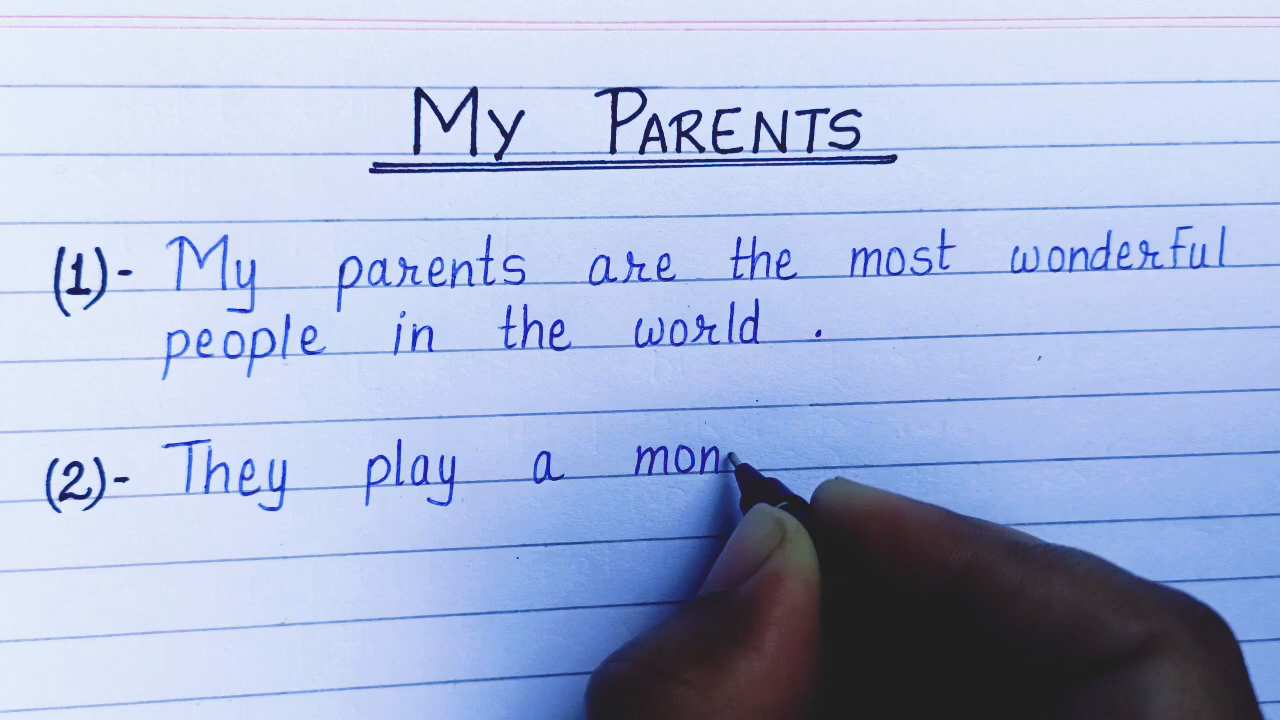 My PARENTS
(1)- My parents are the most wonderful
people in the world .
(2)- They play a mon